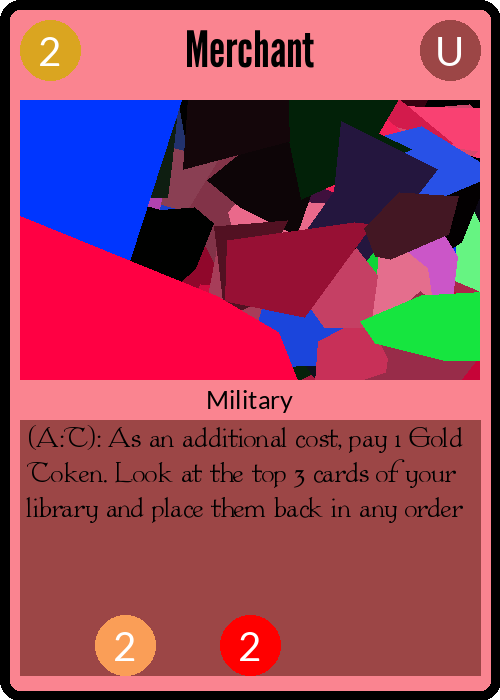 2 Merchant U
Military
(A:T): As an additional cost, pay 1 Gold
Token. Look at the top 3 cards of your
library and place them back in any order
2 2